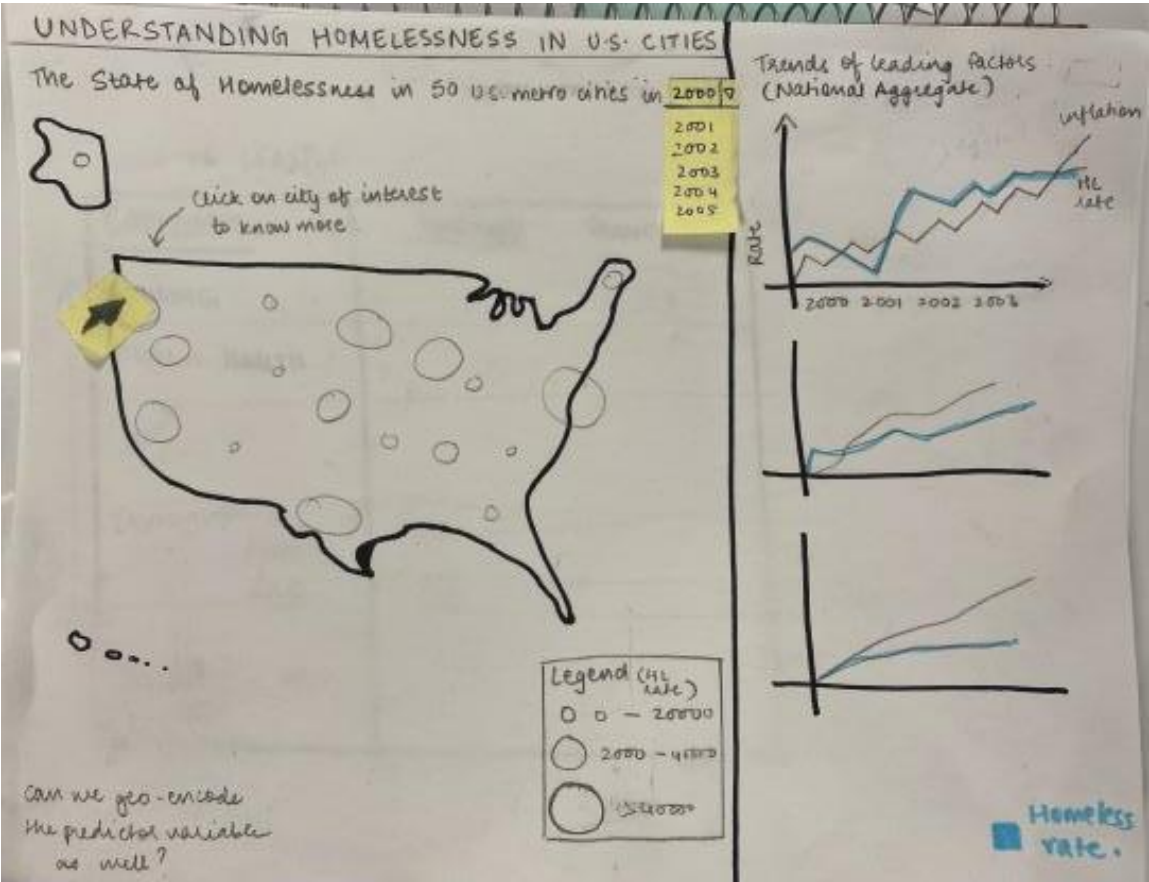 UNDERSTANDING HOMELESSNESS IN U.S. CITIES
The State of Homelessness in 50 U.S. metro cities in 2000
2001
2002
2003
2004
2005
Click on city of interest
to know more
Legend (HL
rate)
0 - 20000
2000 - 40000
40000
can we geo-encode
the predictor variable
as well?
Trends of leading factors
(National Aggregate)
inflation
HL
rate
Rate
2000 2001 2002 2003
Homeless
rate.